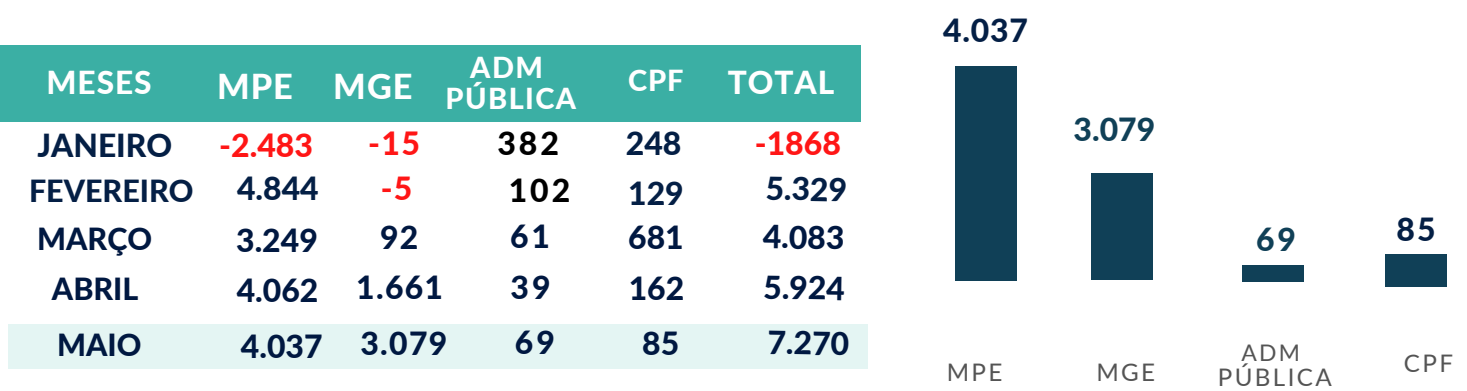 MESES MPE MGE ADM PÚBLICA CPF TOTAL
JANEIRO -2.483 -15 382 248 -1868
FEVEREIRO 4.844 -5 102 129 5.329
MARÇO 3.249 92 61 681 4.083
ABRIL 4.062 1.661 39 162 5.924
MAIO 4.037 3.079 69 85 7.270
4.037
3.079
69
85
MPE
MGE
ADM
PÚBLICA
CPF